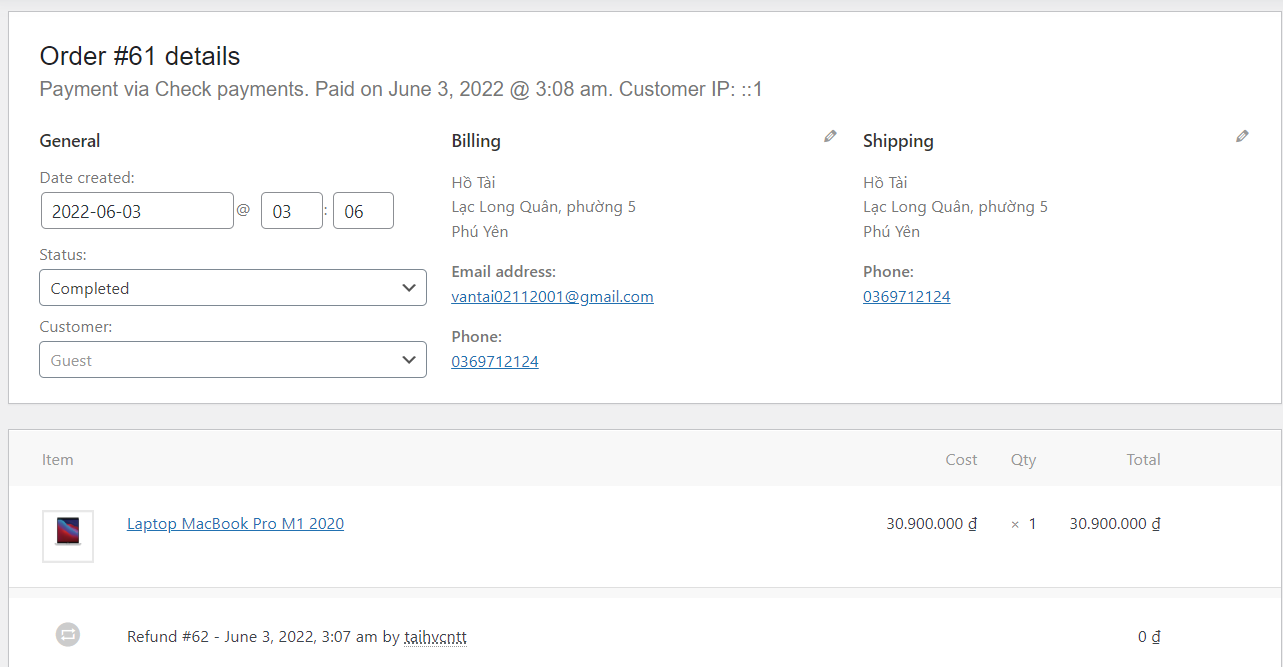 Order #61 details
Payment via Check payments. Paid on June 3, 2022 @ 3:08 am. Customer IP: ::1
General
Date created:
2022-06-03 @ 03 : 06
Status:
Completed
Customer:
Guest
Billing
Hồ Tài
Lạc Long Quân, phường 5
Phú Yên
Email address:
vantai02112001@gmail.com
Phone:
0369712124
Shipping
Hồ Tài
Lạc Long Quân, phường 5
Phú Yên
Phone:
0369712124
Item Cost Qty Total
Laptop MacBook Pro M1 2020 30.900.000 ₫ × 1 30.900.000 ₫
Refund #62 - June 3, 2022, 3:07 am by taihvcntt 0 ₫